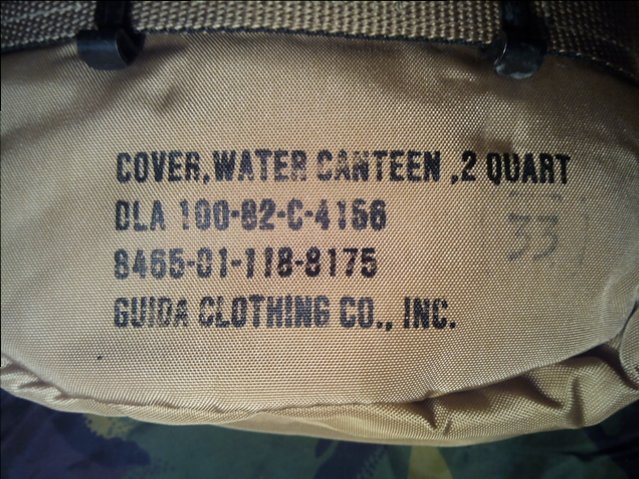 COVER, WATER CANTEEN ,2 QUART
DLA 100-82-C-4156
8465-01-118-8175
GUIDA CLOTHING CO., INC.
33